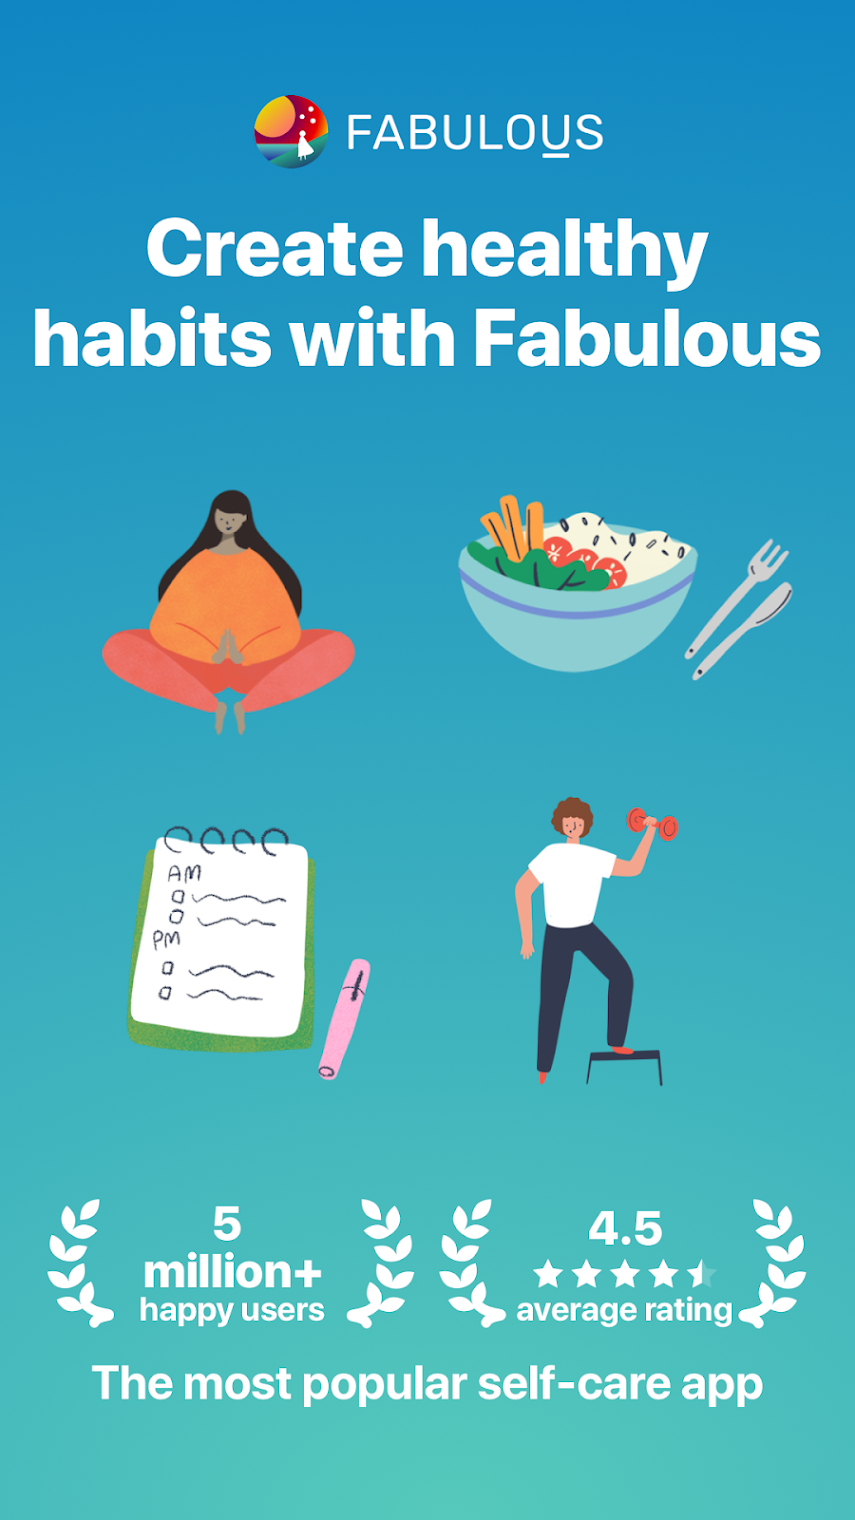 FABULOUS
Create healthy
habits with Fabulous
AM
PM
5
million+
happy users
4.5
average rating
The most popular self-care app